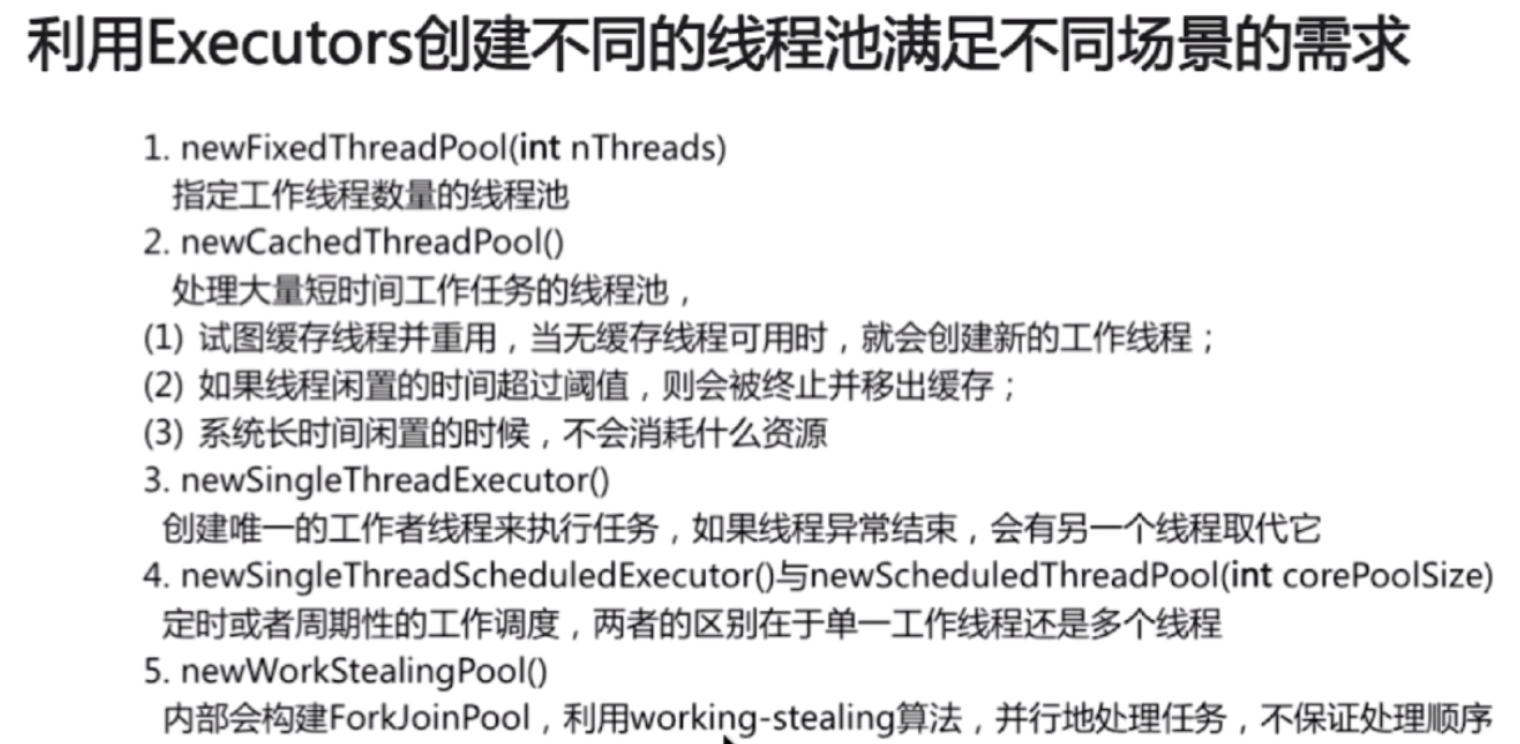 利用Executors创建不同的线程池满足不同场景的需求
1. newFixedThreadPool(int nThreads)
指定工作线程数量的线程池
2. newCachedThreadPool()
处理大量短时间工作任务的线程池，
(1) 试图缓存线程并重用，当无缓存线程可用时，就会创建新的工作线程；
(2) 如果线程闲置的时间超过阈值，则会被终止并移出缓存；
(3) 系统长时间闲置的时候，不会消耗什么资源
3. newSingleThreadExecutor()
创建唯一的工作者线程来执行任务，如果线程异常结束，会有另一个线程取代它
4. newSingleThreadScheduledExecutor()与newScheduledThreadPool(int corePoolSize)
定时或者周期性的工作调度，两者的区别在于单一工作线程还是多个线程
5. newWorkStealingPool()
内部会构建ForkJoinPool，利用working-stealing算法，并行地处理任务，不保证处理顺序